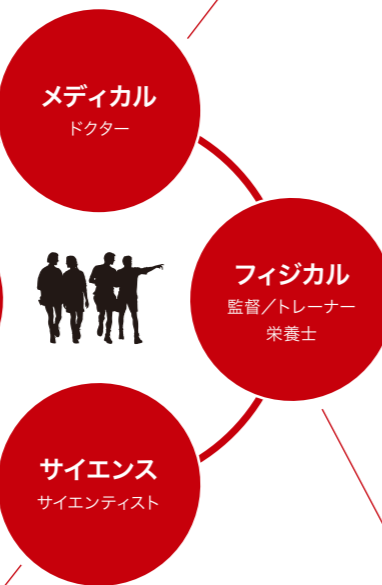 メディカル
ドクター
フィジカル
監督／トレーナー
栄養士
サイエンス
サイエンティスト